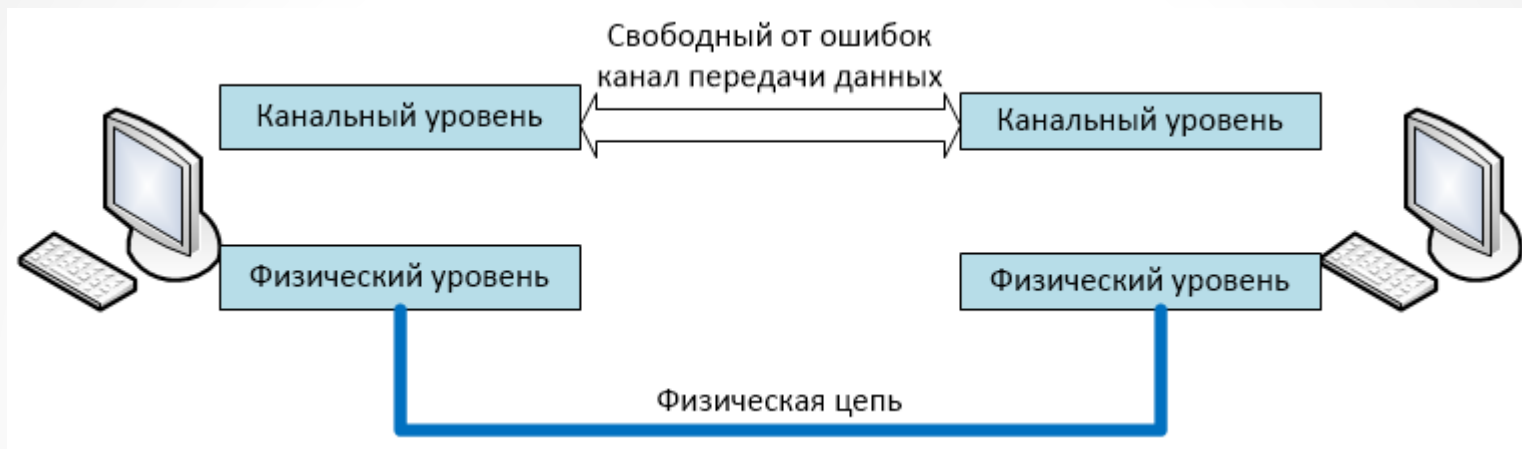 Свободный от ошибок
канал передачи данных
Канальный уровень
Канальный уровень
Физический уровень
Физический уровень
Физическая цепь